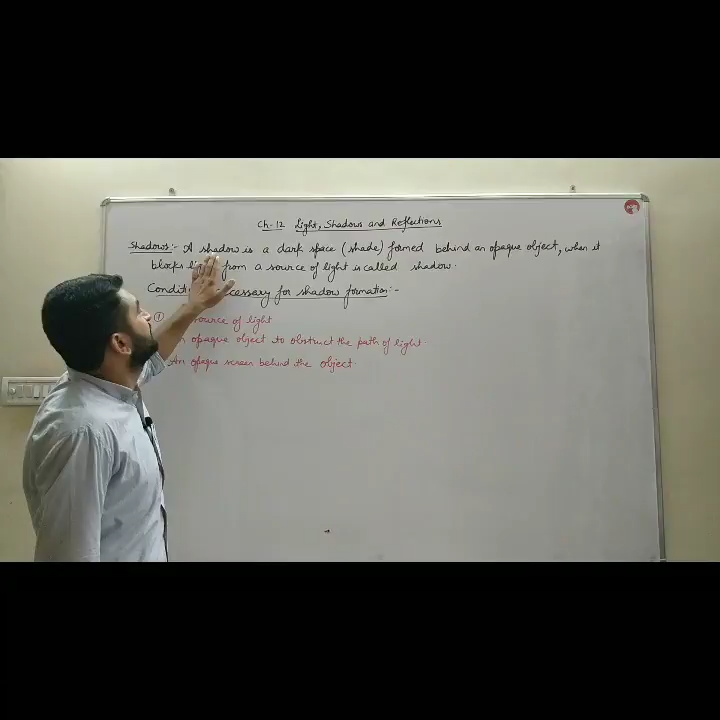 Ch-12 Light, Shadows and Reflections
Shadows:- A shadow is a dark space (shade) formed behind an opaque object, when it
blocks from a source of light is called shadow.
for shadow formation:-
① source of light
opaque object to obstruct the path of light
An opaque screen behind the object